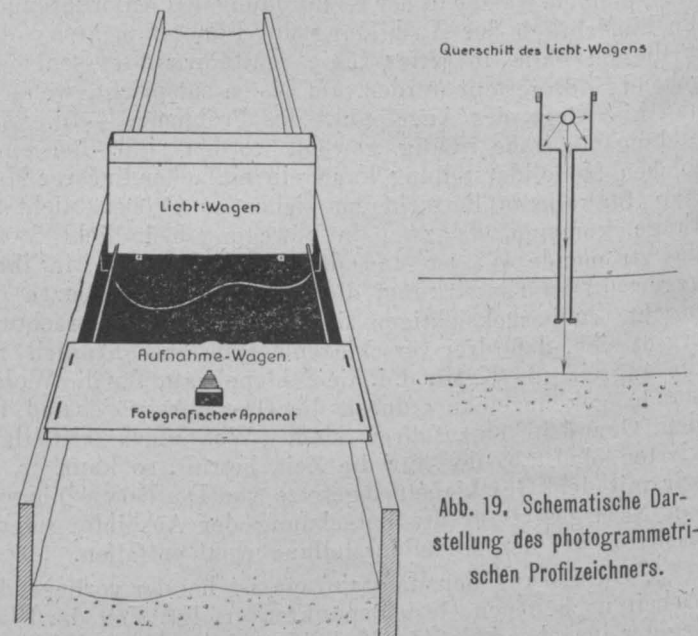 Querschitt des Licht-Wagens
Licht-Wagen
Aufnahme-Wagen
Fotografischer Apparat
Abb. 19. Schematische Dar-
stellung des photogrammetri-
schen Profilzeichners.